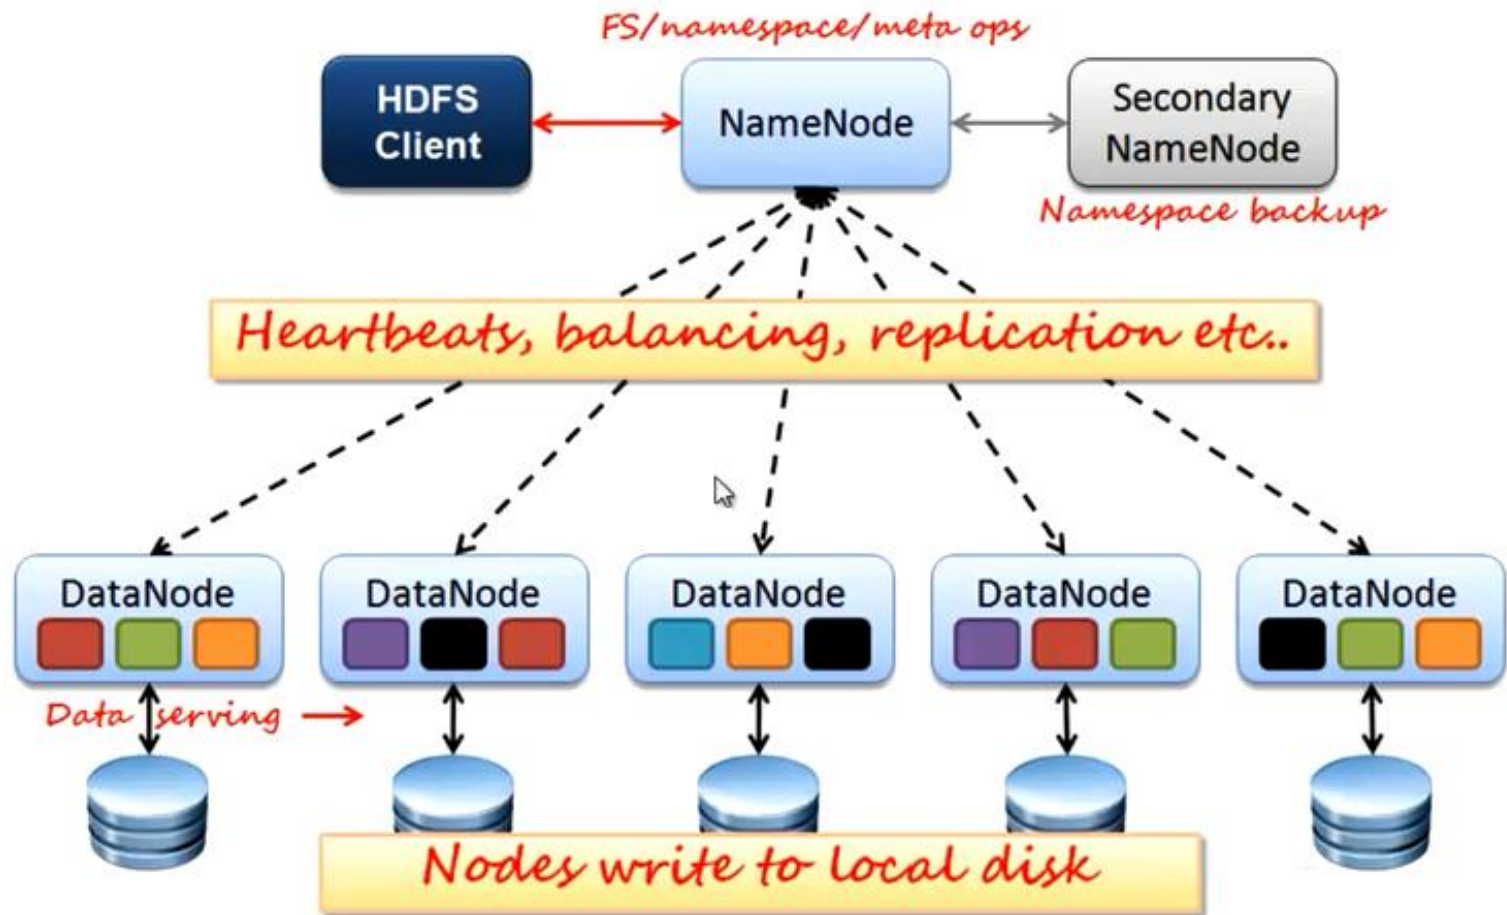 FS/namespace/meta ops
HDFS
Client
NameNode
Secondary
NameNode
Namespace backup
Heartbeats, balancing, replication etc..
DataNode
DataNode
DataNode
DataNode
DataNode
Data serving
Nodes write to local disk